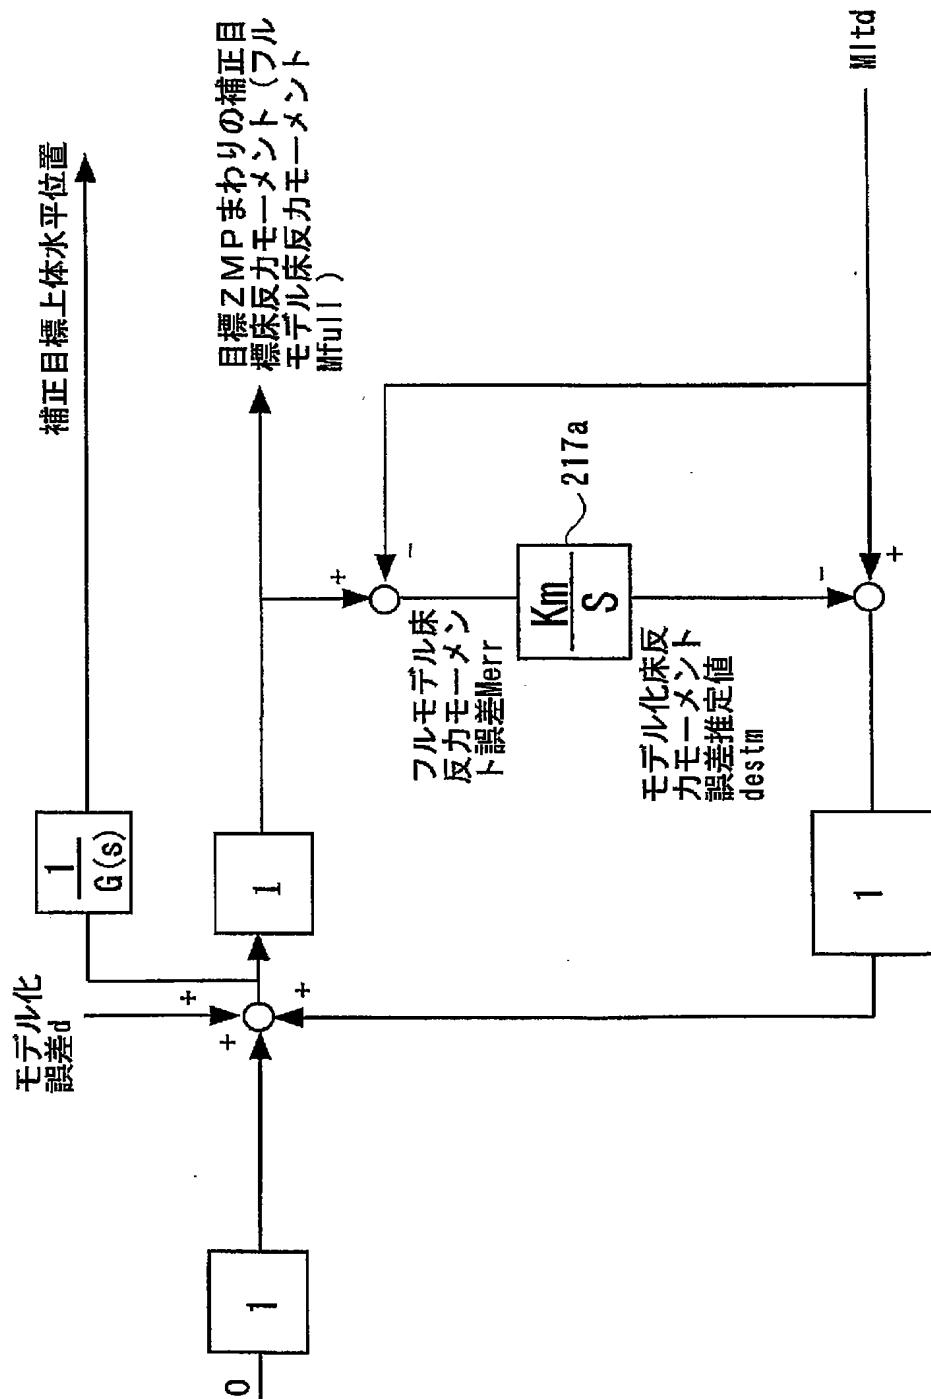 補正目標上体水平位置
モデル化
誤差d
1
G(s)
+
+
+
0
1
1
目標ZMPまわりの補正目
標床反力モーメント（フル
モデル床反力モーメント
Mfull）
+
-
フルモデル床
反力モーメン
ト誤差Merr
Km
S
217a
モデル化床反
力モーメント
誤差推定値
destm
-
+
1
Mltd